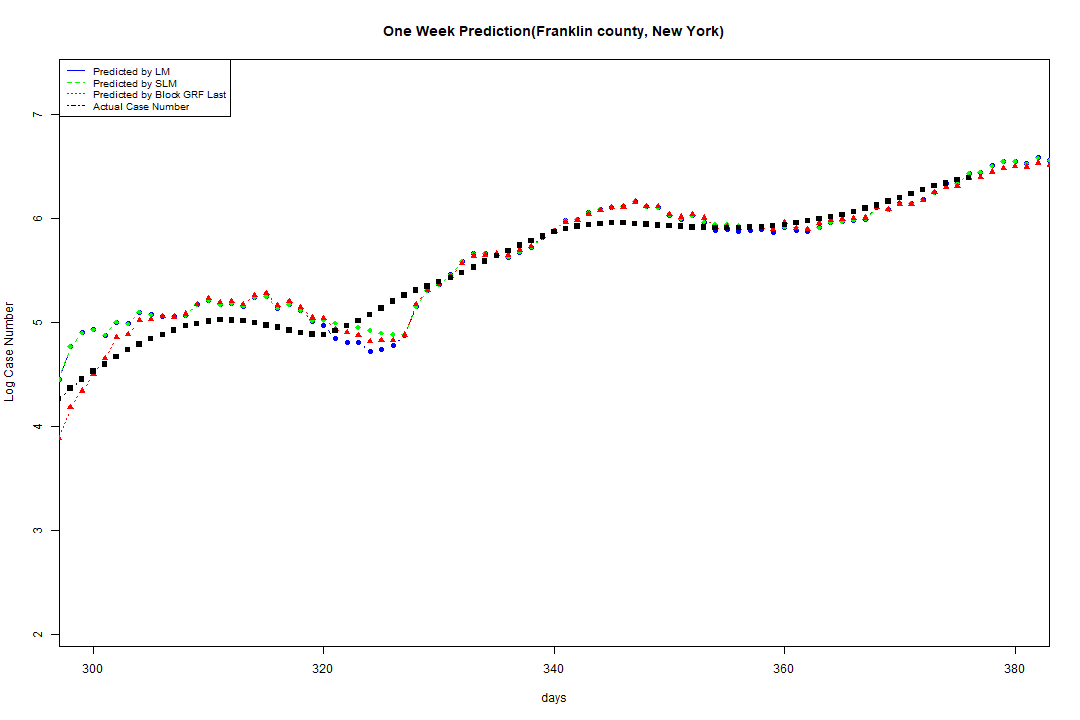 One Week Prediction(Franklin county, New York)
Predicted by LM
Predicted by SLM
Predicted by Block GRF Last
Actual Case Number
Log Case Number
7
6
5
4
3
2
300 320 340 360 380
days